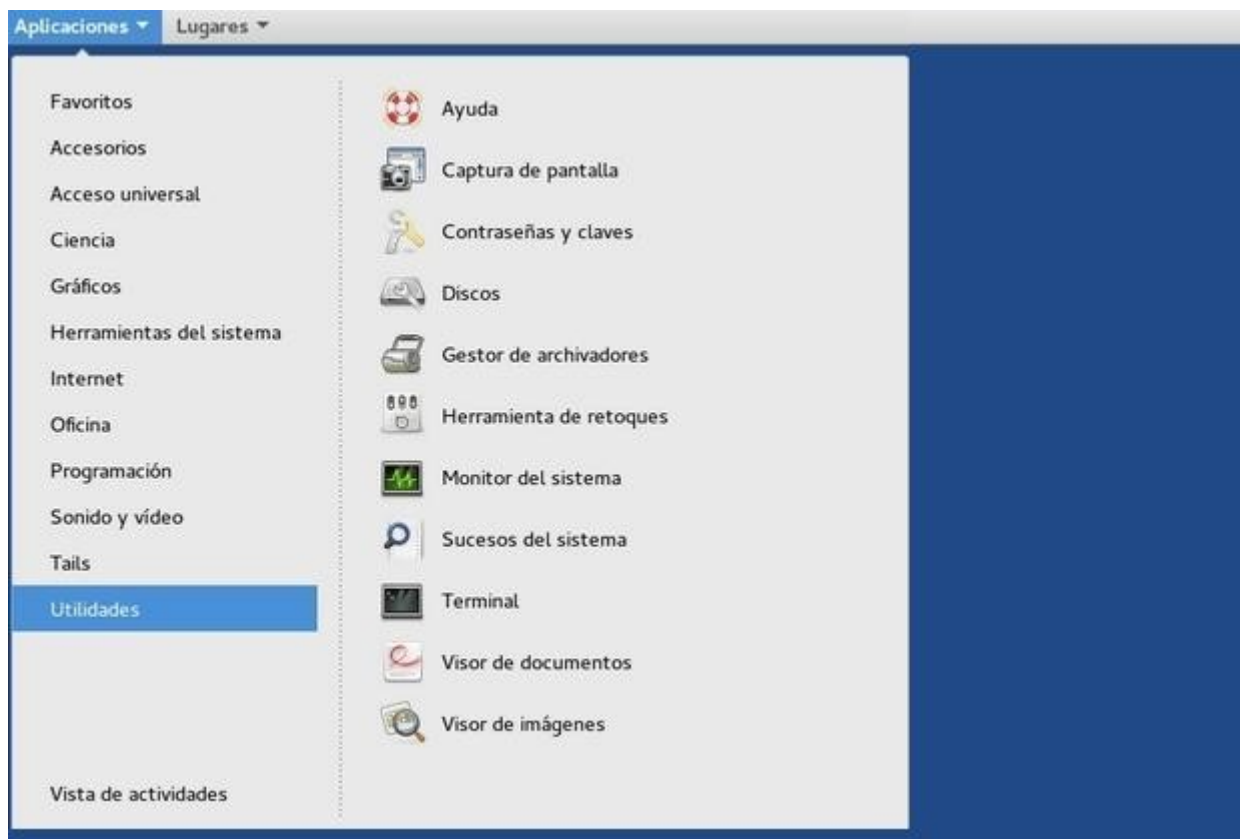 Aplicaciones
Lugares
Favoritos
Accesorios
Acceso universal
Ciencia
Gráficos
Herramientas del sistema
Internet
Oficina
Programación
Sonido y vídeo
Tails
Utilidades
Vista de actividades
Ayuda
Captura de pantalla
Contraseñas y claves
Discos
Gestor de archivadores
Herramienta de retoques
Monitor del sistema
Sucesos del sistema
Terminal
Visor de documentos
Visor de imágenes